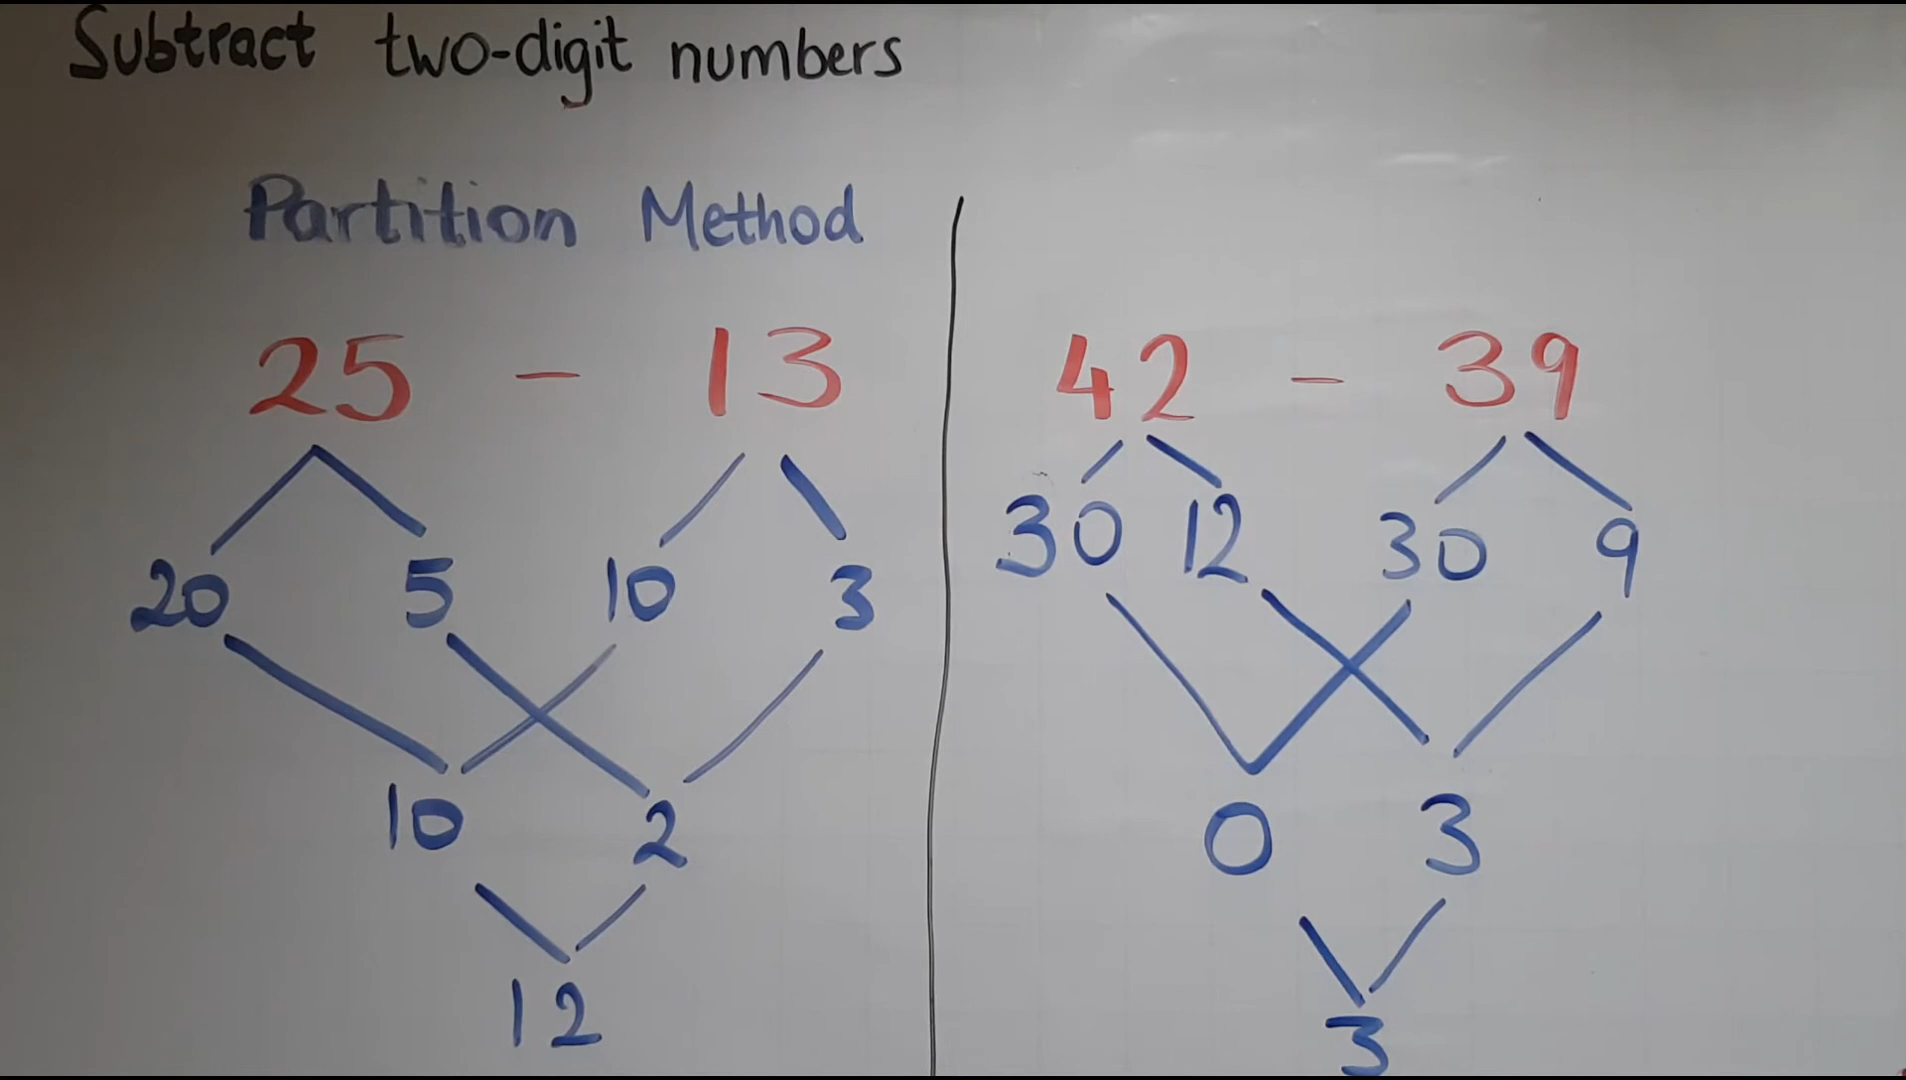 Subtract two-digit numbers
Partition Method
25 - 13
20 5 10 3
10 2
12
42 - 39
30 12 30 9
0 3
3